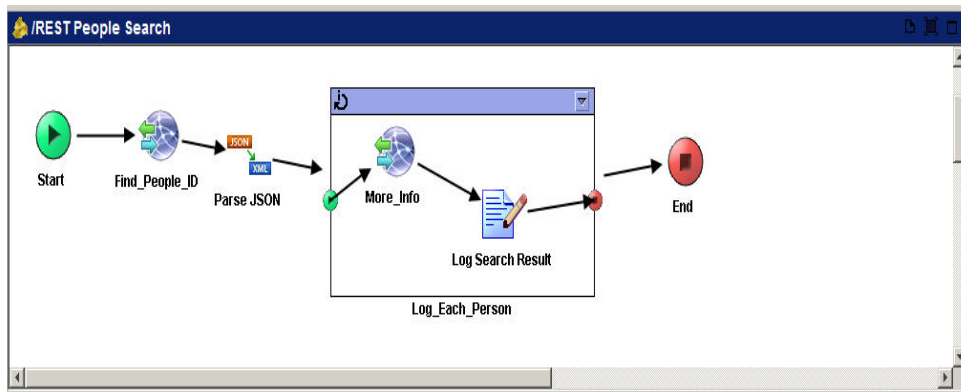 /REST People Search
Start
Find_People_ID
JSON
XML
Parse JSON
More_Info
Log Search Result
Log_Each_Person
End